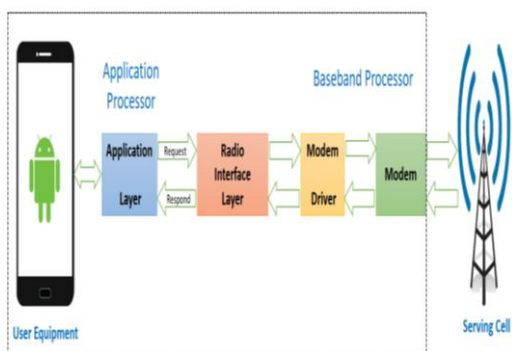 Application
Processor
Baseband Processor
Application
Layer
Request
Respond
Radio
Interface
Layer
Modem
Driver
Modem
User Equipment
Serving Cell